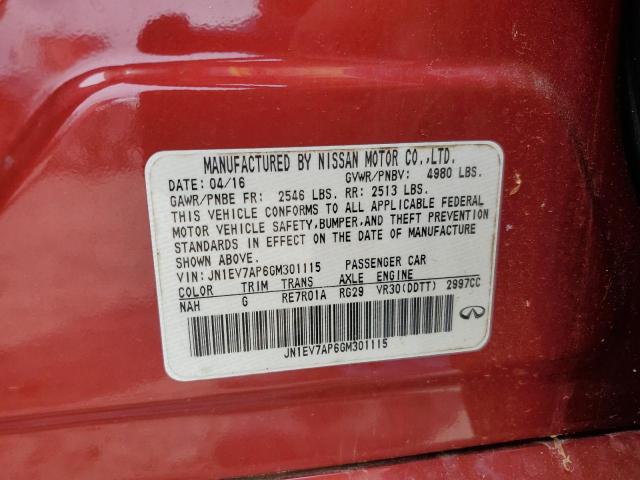 MANUFACTURED BY NISSAN MOTOR CO.,LTD.
DATE: 04/16 GVWR/PNBV: 4980 LBS.
GAWR/PNBE FR: 2546 LBS. RR: 2513 LBS.
THIS VEHICLE CONFORMS TO ALL APPLICABLE FEDERAL
MOTOR VEHICLE SAFETY, BUMPER, AND THEFT PREVENTION
STANDARDS IN EFFECT ON THE DATE OF MANUFACTURE
SHOWN ABOVE.
VIN: JN1EV7AP6GM301115 PASSENGER CAR
COLOR TRIM TRANS AXLE ENGINE
NAH G RE7R01A RG29 VR30(DDTT) 2997CC
JN1EV7AP6GM301115